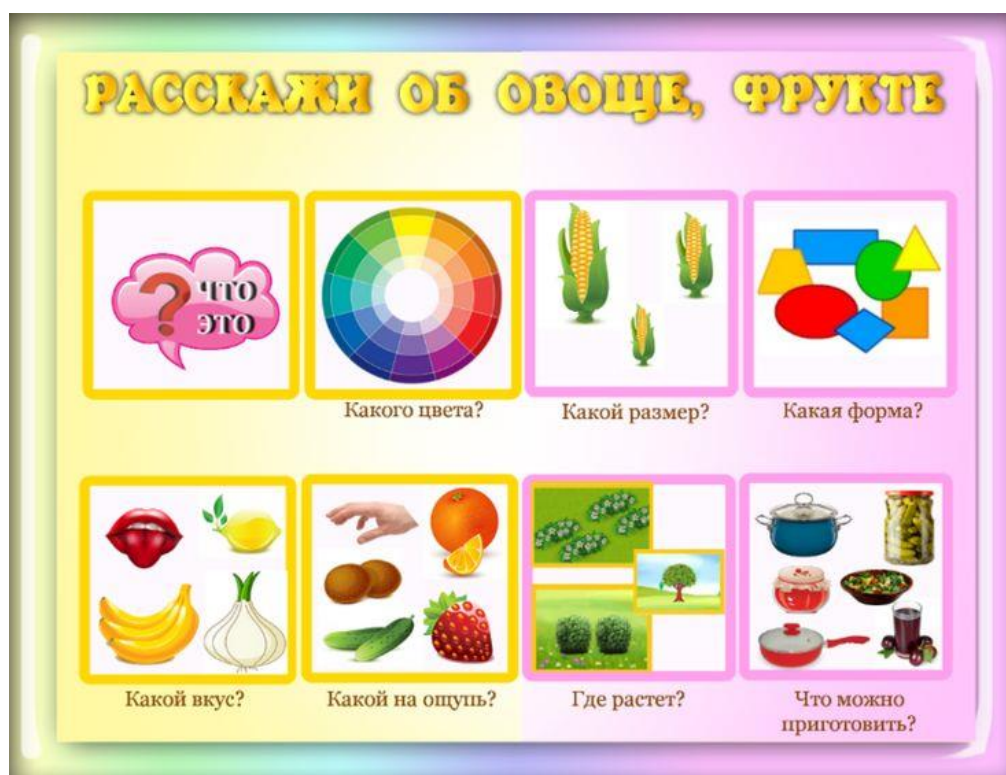 РАССКАЖИ ОБ ОВОЩЕ, ФРУКТЕ
? ЧТО
ЭТО
Какого цвета?
Какой размер?
Какая форма?
Какой вкус?
Какой на ощупь?
Где растет?
Что можно
приготовить?